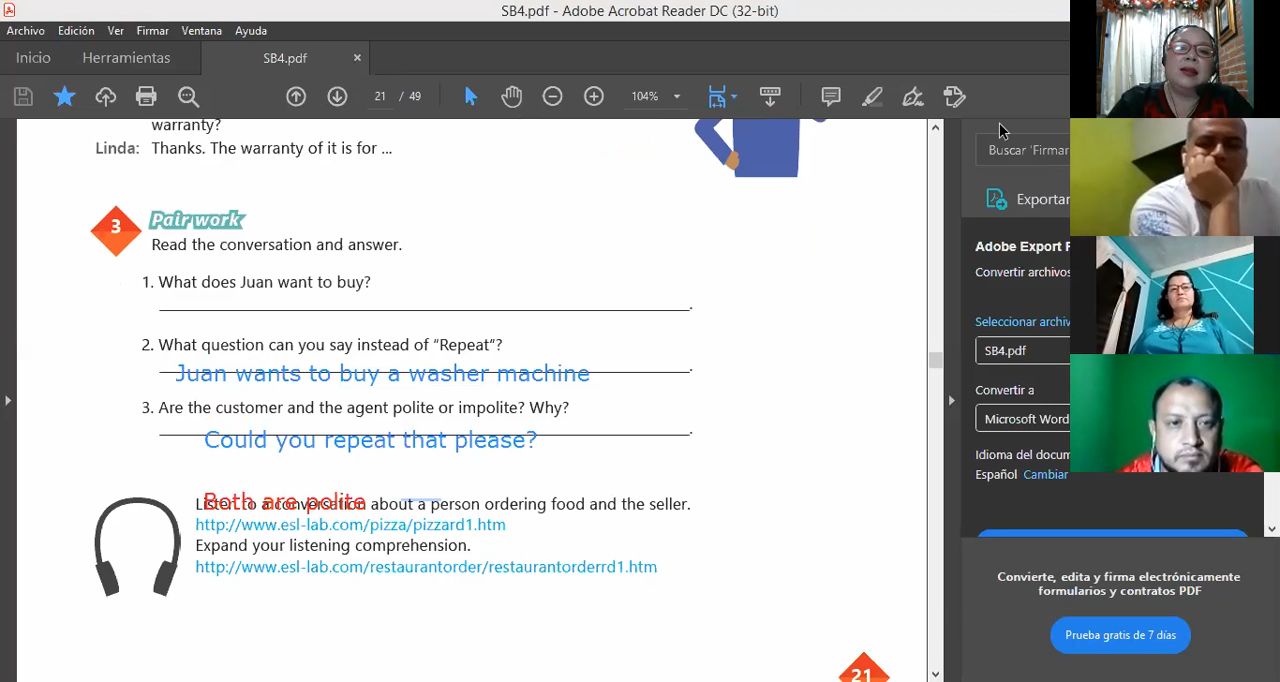 SB4.pdf - Adobe Acrobat Reader DC (32-bit)
Archivo Edición Ver Firmar Ventana Ayuda
Inicio Herramientas SB4.pdf ×
21 / 49 104%
warranty?
Linda: Thanks. The warranty of it is for ...
3 Pair work
Read the conversation and answer.
1. What does Juan want to buy?
2. What question can you say instead of “Repeat”?
Juan wants to buy a washer machine
3. Are the customer and the agent polite or impolite? Why?
Could you repeat that please?
Both are polite
Listen to a conversation about a person ordering food and the seller.
http://www.esl-lab.com/pizza/pizzard1.htm
Expand your listening comprehension.
http://www.esl-lab.com/restaurantorder/restaurantorderrd1.htm
21
Buscar 'Firmar
Exportar
Adobe Export P
Convertir archivos
Seleccionar archiv
SB4.pdf
Convertir a
Microsoft Word
Idioma del docum
Español Cambiar
Convierte, edita y firma electrónicamente
formularios y contratos PDF
Prueba gratis de 7 días